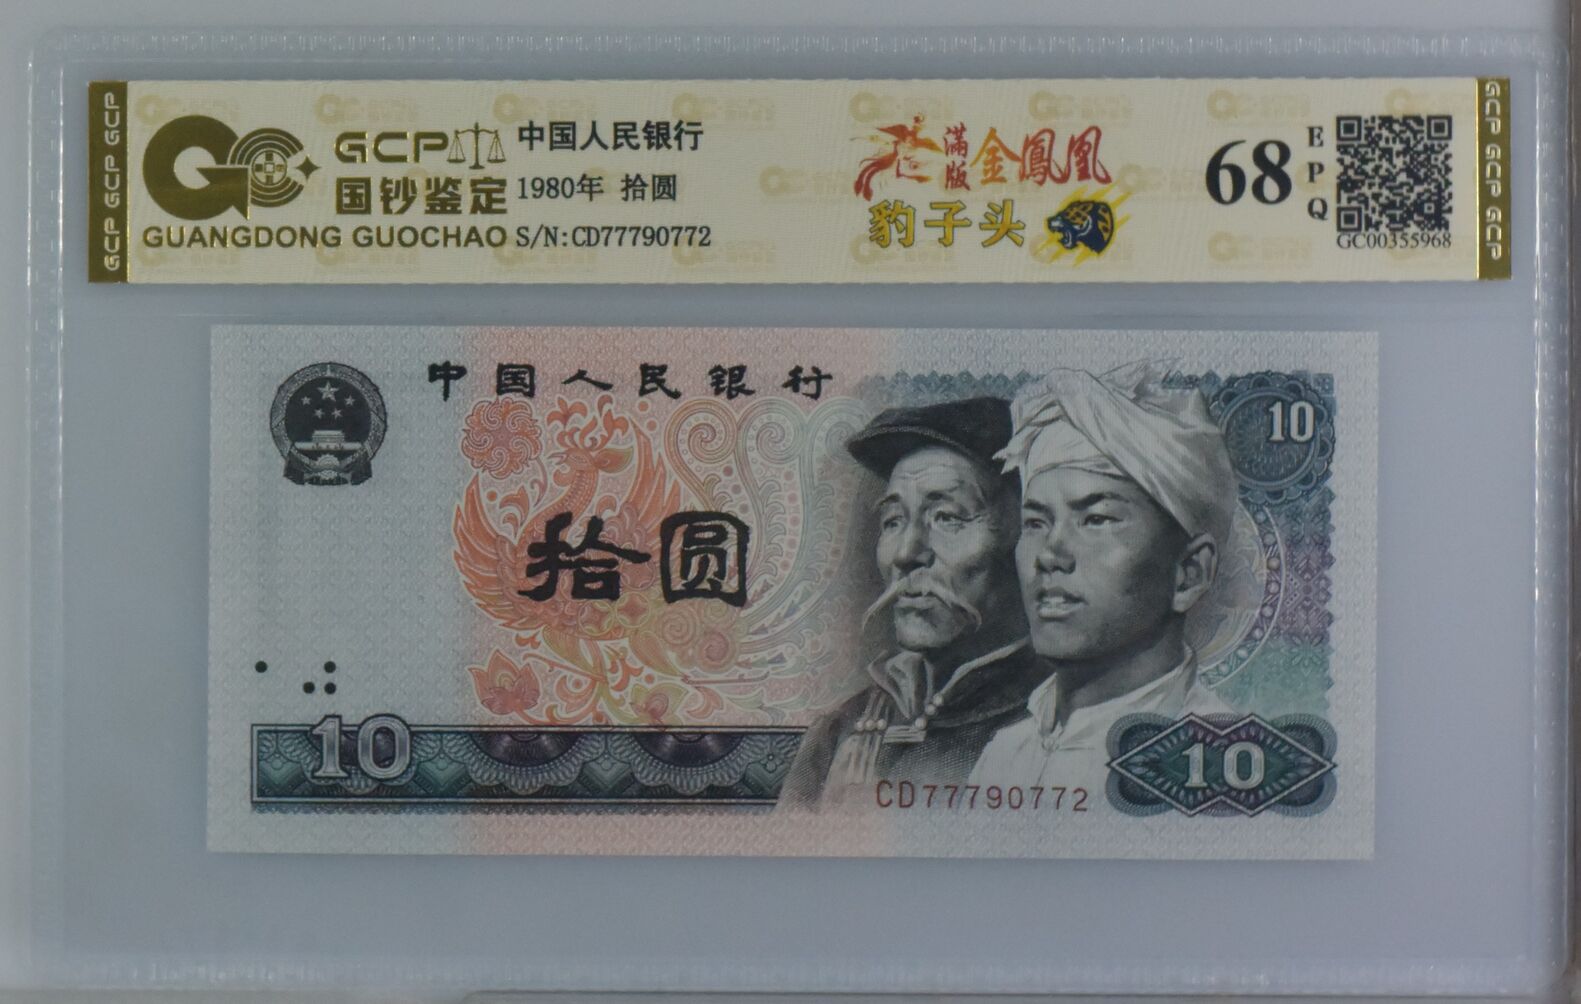 GCP GCP GCP
GCP
国钞鉴定
GUANGDONG GUOCHAO
中国人民银行
1980年 拾圆
S/N:CD77790772
满版
金鳳凰
豹子头
68
EPQ
GC00355968
GCP GCP GCP
中国人民银行
10
拾圆
10
CD77790772
10